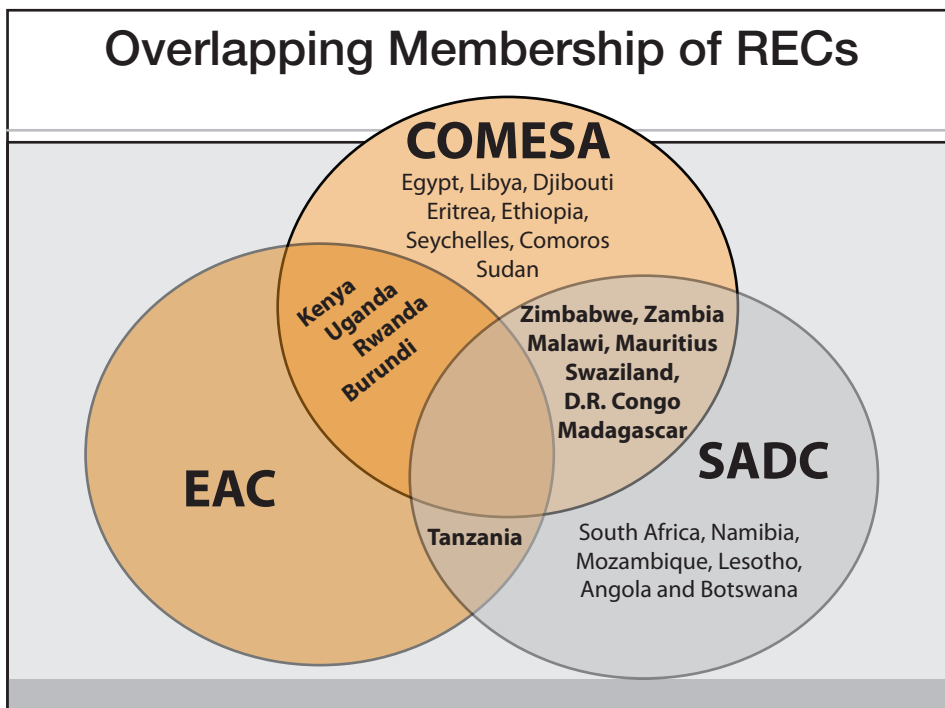 Overlapping Membership of RECs
COMESA
Egypt, Libya, Djibouti
Eritrea, Ethiopia,
Seychelles, Comoros
Sudan
Kenya
Uganda
Rwanda
Burundi
Zimbabwe, Zambia
Malawi, Mauritius
Swaziland,
D.R. Congo
Madagascar
EAC
SADC
Tanzania
South Africa, Namibia,
Mozambique, Lesotho,
Angola and Botswana